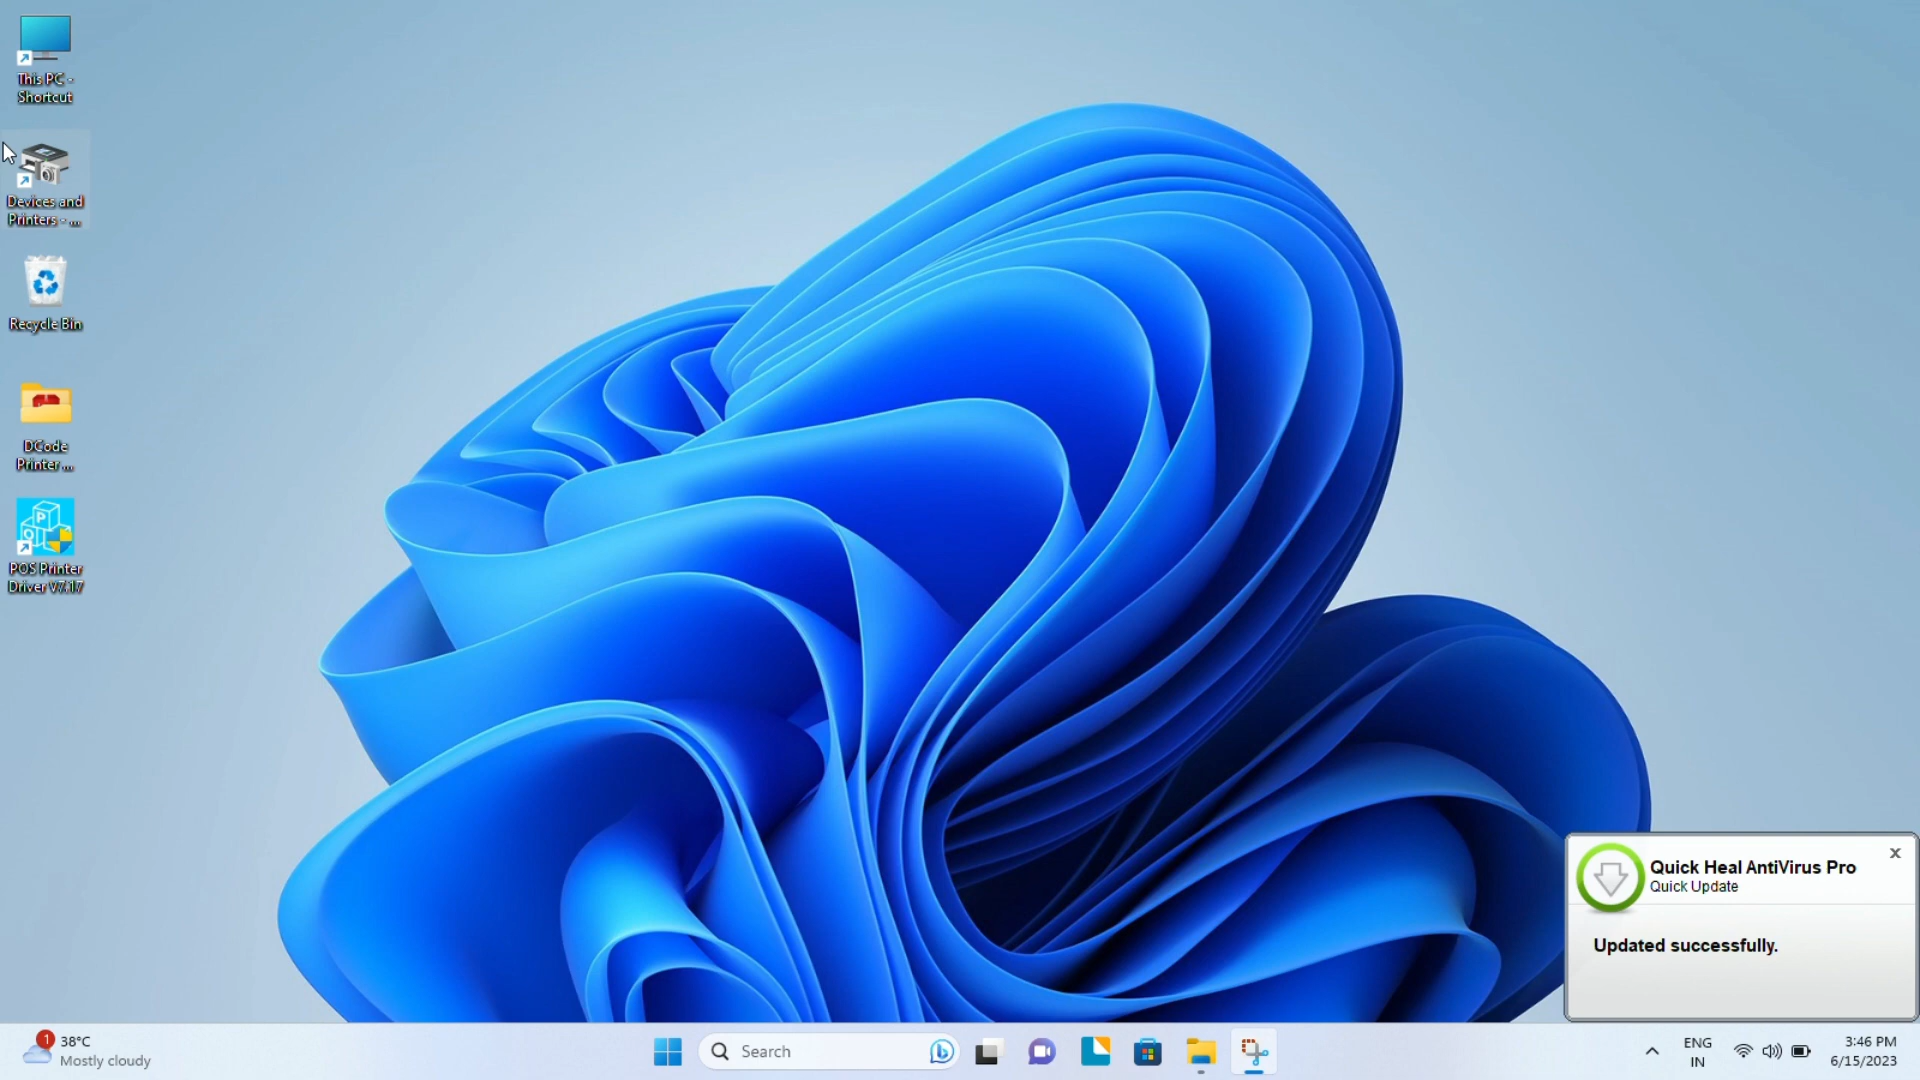 This PC -
Shortcut
Devices and
Printers - ...
Recycle Bin
DCode
Printer ...
P
O
POS Printer
Driver V7.17
Quick Heal AntiVirus Pro
x
Quick Update
Updated successfully.
1
38°C
Mostly cloudy
Search
ENG
IN
3:46 PM
6/15/2023